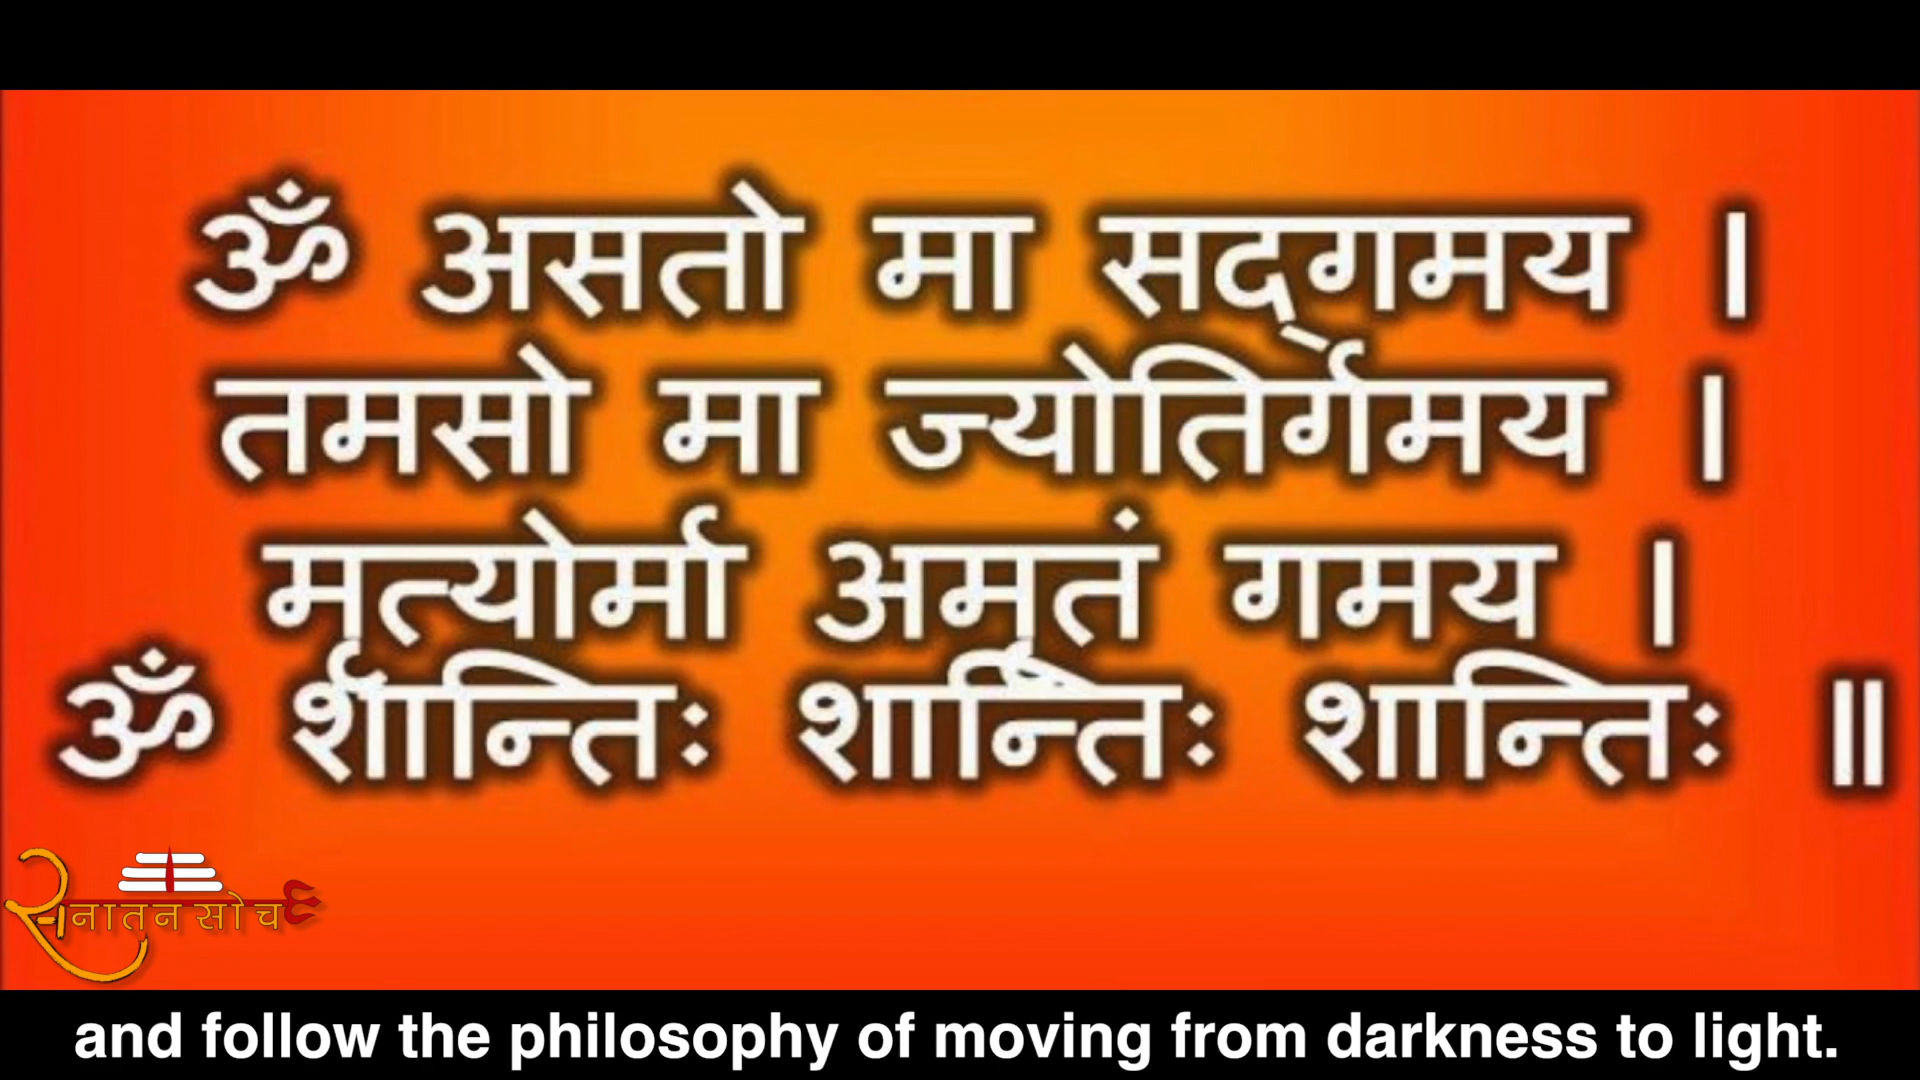 ॐ असतो मा सद्गमय ।
तमसो मा ज्योतिर्गमय ।
मृत्योर्मा अमृतं गमय ।
ॐ शान्तिः शान्तिः शान्तिः ॥
सनातन सोच
and follow the philosophy of moving from darkness to light.